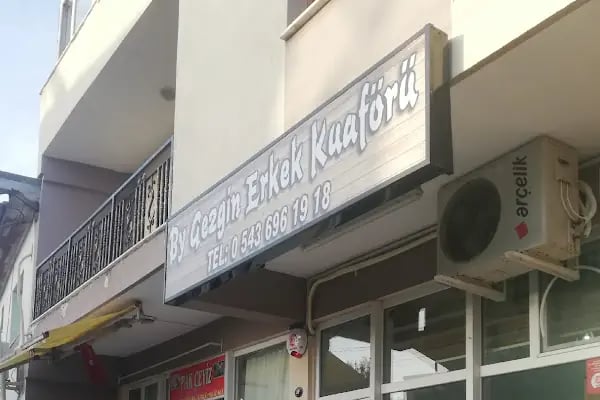 By Gezgin Erkek Kuaförü
TEL: 0 543 696 19 18
arçelik